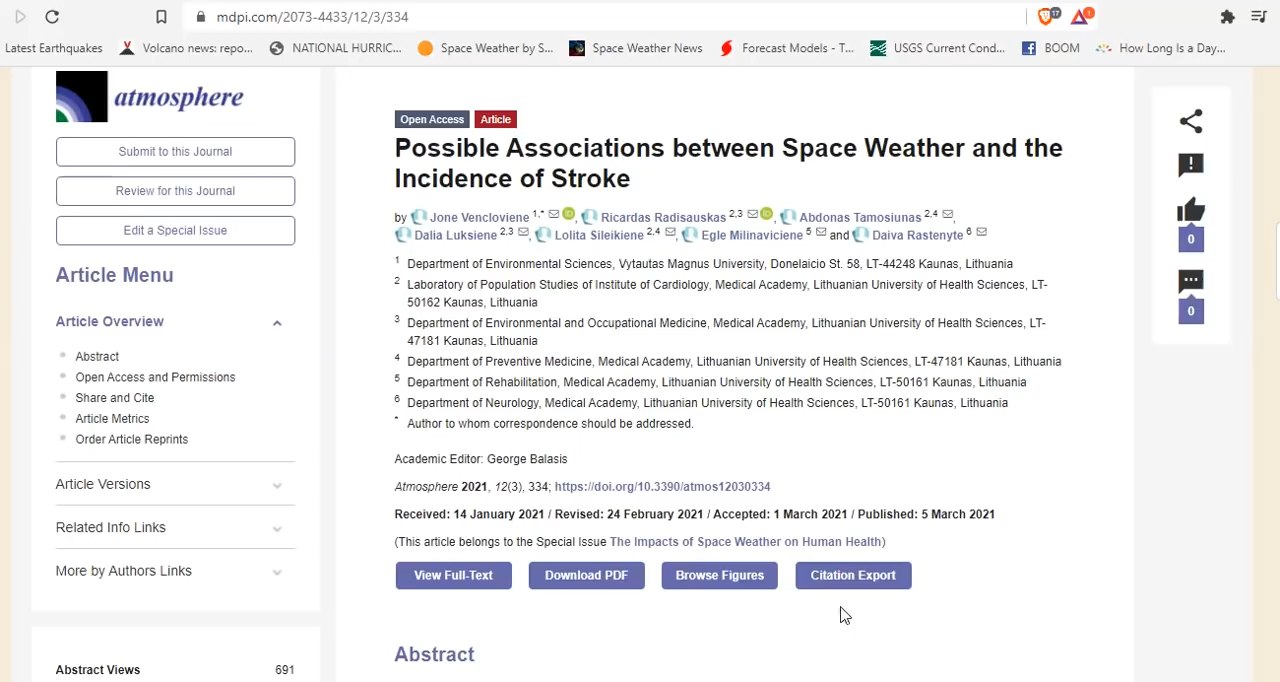 mdpi.com/2073-4433/12/3/334
17
1
Latest Earthquakes
Volcano news: repo...
NATIONAL HURRIC...
Space Weather by S...
Space Weather News
Forecast Models - T...
USGS Current Cond...
BOOM
How Long Is a Day...
atmosphere
Submit to this Journal
Review for this Journal
Edit a Special Issue
Article Menu
Article Overview
Abstract
Open Access and Permissions
Share and Cite
Article Metrics
Order Article Reprints
Article Versions
Related Info Links
More by Authors Links
Abstract Views 691
Open Access Article
Possible Associations between Space Weather and the
Incidence of Stroke
by Jone Vencloviene 1,* , Ricardas Radisauskas 2,3 , Abdonas Tamosiunas 2,4 ,
Dalia Luksiene 2,3 , Lolita Sileikiene 2,4 , Egle Milinaviciene 5 and Daiva Rastenyte 6
1 Department of Environmental Sciences, Vytautas Magnus University, Donelaicio St. 58, LT-44248 Kaunas, Lithuania
2 Laboratory of Population Studies of Institute of Cardiology, Medical Academy, Lithuanian University of Health Sciences, LT-
50162 Kaunas, Lithuania
3 Department of Environmental and Occupational Medicine, Medical Academy, Lithuanian University of Health Sciences, LT-
47181 Kaunas, Lithuania
4 Department of Preventive Medicine, Medical Academy, Lithuanian University of Health Sciences, LT-47181 Kaunas, Lithuania
5 Department of Rehabilitation, Medical Academy, Lithuanian University of Health Sciences, LT-50161 Kaunas, Lithuania
6 Department of Neurology, Medical Academy, Lithuanian University of Health Sciences, LT-50161 Kaunas, Lithuania
* Author to whom correspondence should be addressed.
Academic Editor: George Balasis
Atmosphere 2021, 12(3), 334; https://doi.org/10.3390/atmos12030334
Received: 14 January 2021 / Revised: 24 February 2021 / Accepted: 1 March 2021 / Published: 5 March 2021
(This article belongs to the Special Issue The Impacts of Space Weather on Human Health)
View Full-Text
Download PDF
Browse Figures
Citation Export
Abstract
0
0